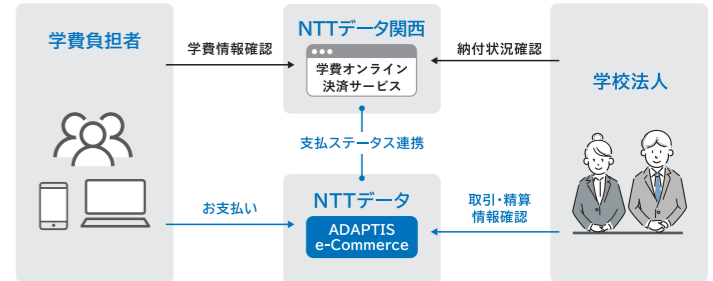 学費負担者
学費情報確認
NTTデータ関西
学費オンライン
決済サービス
納付状況確認
学校法人
支払ステータス連携
お支払い
NTTデータ
ADAPTIS
e-Commerce
取引・精算
情報確認